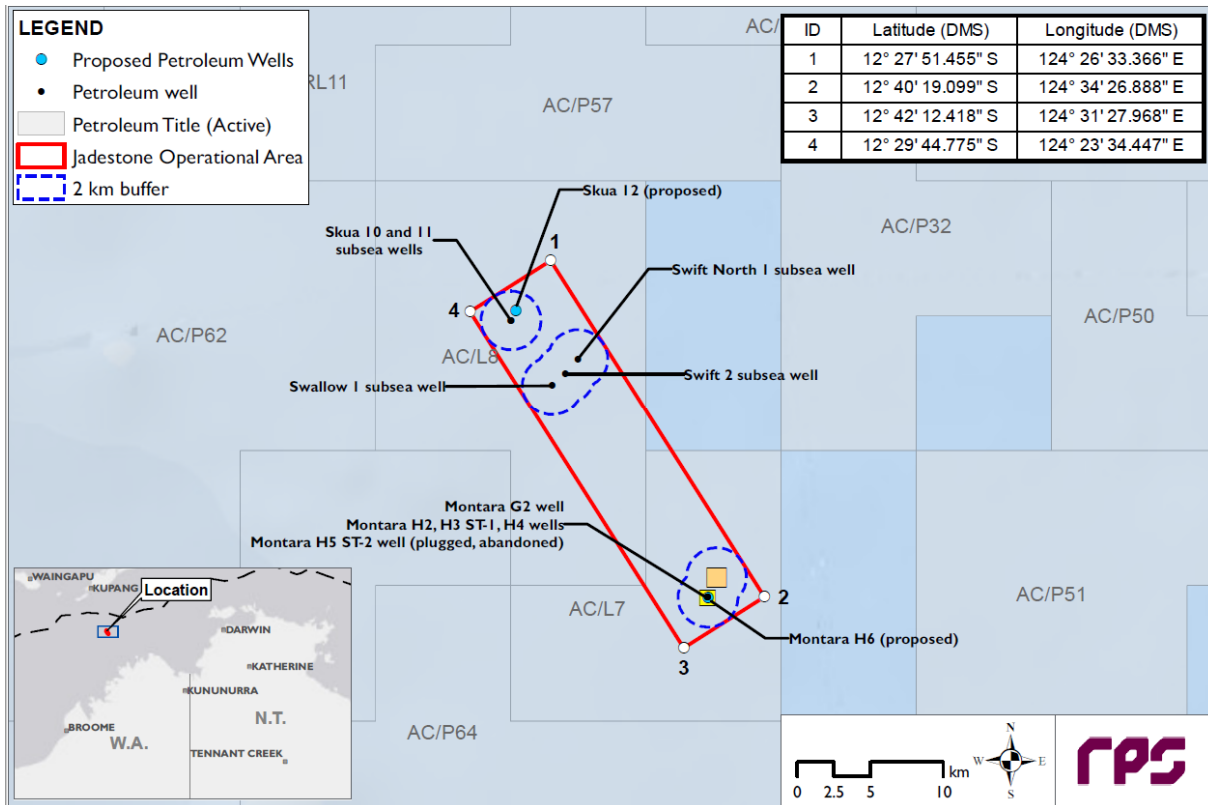 LEGEND
Proposed Petroleum Wells
Petroleum well
Petroleum Title (Active)
Jadestone Operational Area
2 km buffer
ID Latitude (DMS) Longitude (DMS)
1 12° 27' 51.455" S 124° 26' 33.366" E
2 12° 40' 19.099" S 124° 34' 26.888" E
3 12° 42' 12.418" S 124° 31' 27.968" E
4 12° 29' 44.775" S 124° 23' 34.447" E
AC/
RL11
AC/P57
Skua 12 (proposed)
Skua 10 and 11
subsea wells
1
AC/P32
Swift North 1 subsea well
4
AC/P50
AC/P62
AC/L8
Swift 2 subsea well
Swallow 1 subsea well
Montara G2 well
Montara H2, H3 ST-1, H4 wells
Montara H5 ST-2 well (plugged, abandoned)
2
AC/L7
AC/P51
Montara H6 (proposed)
3
AC/P64
WAINGAPU
KUPANG
Location
DARWIN
KATHERINE
KUNUNURRA
N.T.
BROOME
W.A.
TENNANT CREEK
0 2.5 5 10
km
N
W E
S
rps